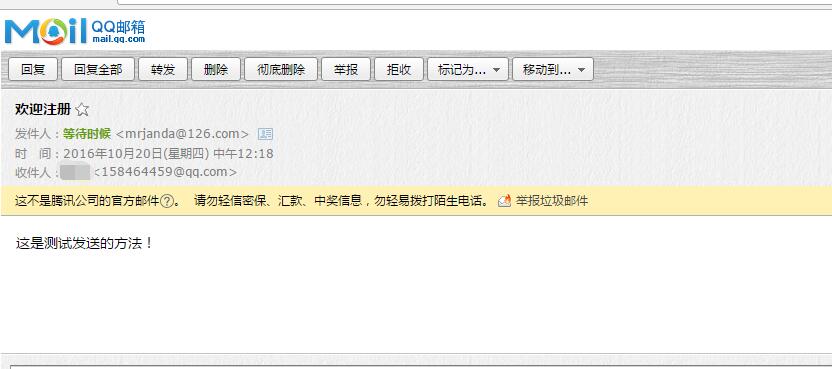 Mail QQ邮箱
mail.qq.com
回复 回复全部 转发 删除 彻底删除 举报 拒收 标记为... 移动到...
欢迎注册
发件人：等待时候 <mrjanda@126.com>
时 间：2016年10月20日(星期四) 中午12:18
收件人： <158464459@qq.com>
这不是腾讯公司的官方邮件?。 请勿轻信密保、汇款、中奖信息，勿轻易拨打陌生电话。 举报垃圾邮件
这是测试发送的方法！